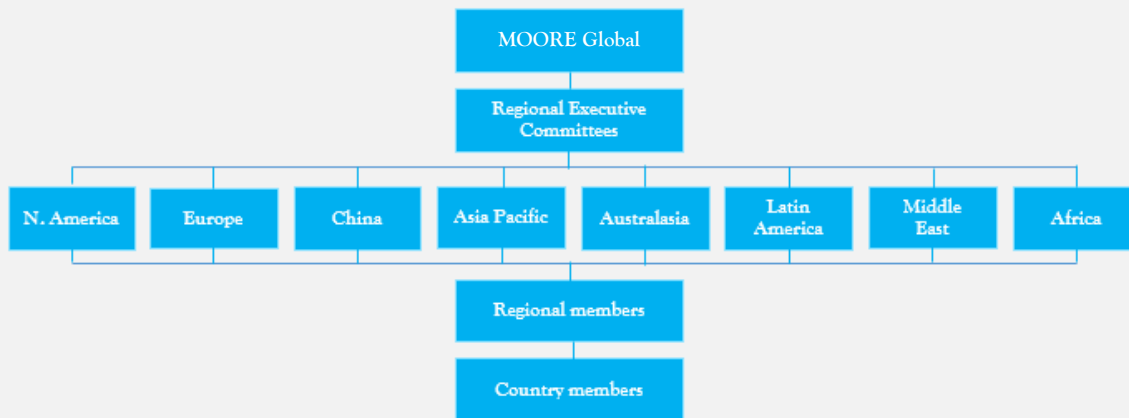 MOORE Global
Regional Executive
Committees
N. America
Europe
China
Asia Pacific
Australasia
Latin
America
Middle
East
Africa
Regional members
Country members